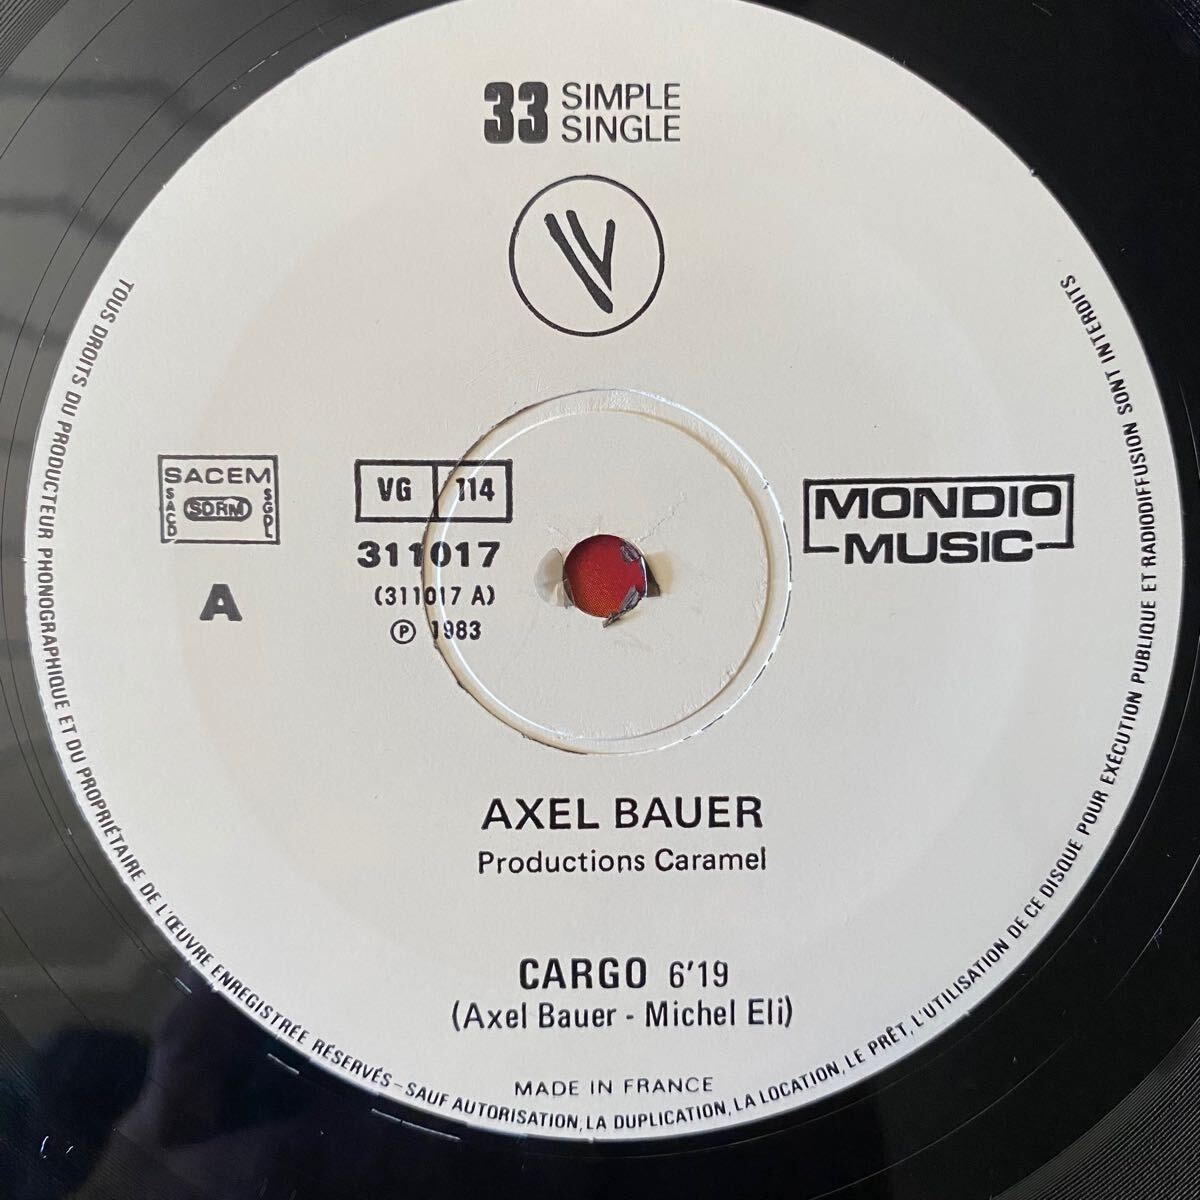 33 SIMPLE
SINGLE
SACEM
SACD SDRM SGDL
VG 114
311017
(311017 A)
℗ 1983
A
MONDIO
MUSIC
AXEL BAUER
Productions Caramel
CARGO 6'19
(Axel Bauer - Michel Eli)
MADE IN FRANCE
TOUS DROITS DU PRODUCTEUR PHONOGRAPHIQUE ET DU PROPRIÉTAIRE DE L'ŒUVRE ENREGISTRÉE RÉSERVÉS - SAUF AUTORISATION, LA DUPLICATION, LA LOCATION, LE PRÊT, L'UTILISATION DE CE DISQUE POUR EXÉCUTION PUBLIQUE ET RADIODIFFUSION SONT INTERDITS